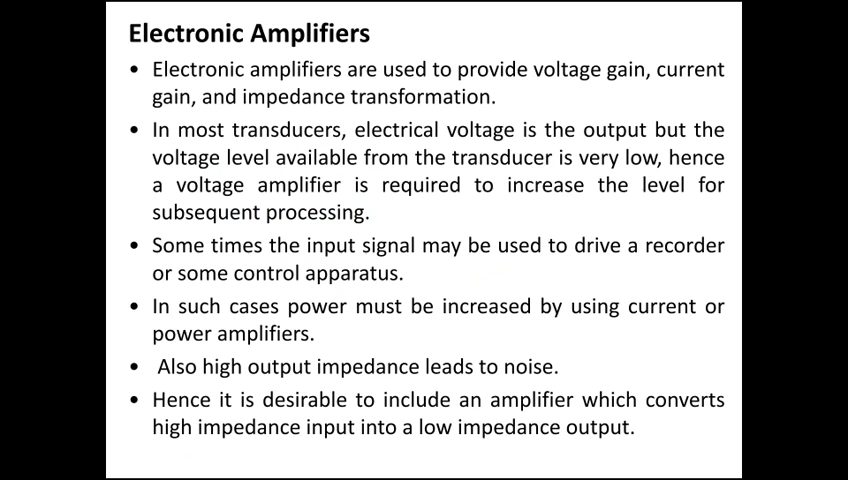 Electronic Amplifiers
• Electronic amplifiers are used to provide voltage gain, current
gain, and impedance transformation.
• In most transducers, electrical voltage is the output but the
voltage level available from the transducer is very low, hence
a voltage amplifier is required to increase the level for
subsequent processing.
• Some times the input signal may be used to drive a recorder
or some control apparatus.
• In such cases power must be increased by using current or
power amplifiers.
• Also high output impedance leads to noise.
• Hence it is desirable to include an amplifier which converts
high impedance input into a low impedance output.